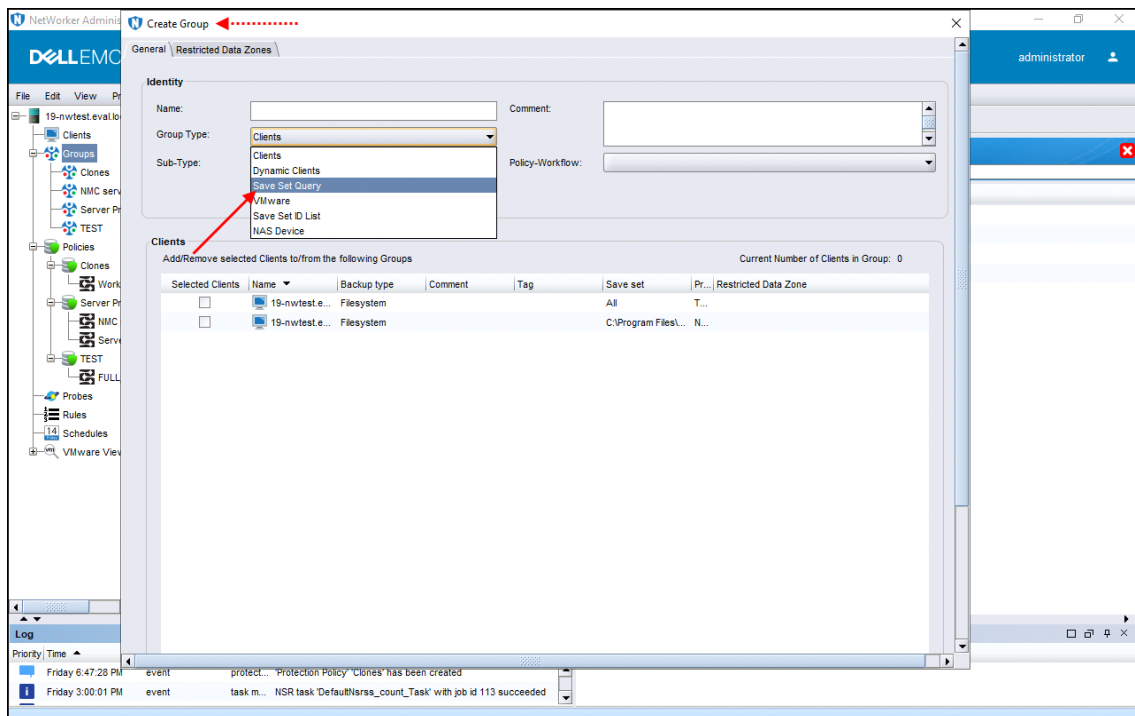 NetWorker Adminis
Create Group
DELLEMC
administrator
General
Restricted Data Zones
File Edit View Pr
Identity
Name:
Comment:
Group Type:
Clients
Sub-Type:
Policy-Workflow:
Clients
Dynamic Clients
Save Set Query
VMware
Save Set ID List
NAS Device
19-nwtest.eval.lo
Clients
Groups
Clones
NMC serv
Server Pr
TEST
Policies
Clones
Work
Server Pr
NMC
Serve
TEST
FULL
Probes
Rules
14 Schedules
VMware View
Clients
Add/Remove selected Clients to/from the following Groups
Current Number of Clients in Group: 0
Selected Clients Name Backup type Comment Tag Save set Pr... Restricted Data Zone
19-nwtest.e... Filesystem All T...
19-nwtest.e... Filesystem C:\Program Files\... N...
Log
Priority Time
Friday 6:47:28 PM event protect... 'Protection Policy' 'Clones' has been created
Friday 3:00:01 PM event task m... NSR task 'DefaultNsrss_count_Task' with job id 113 succeeded